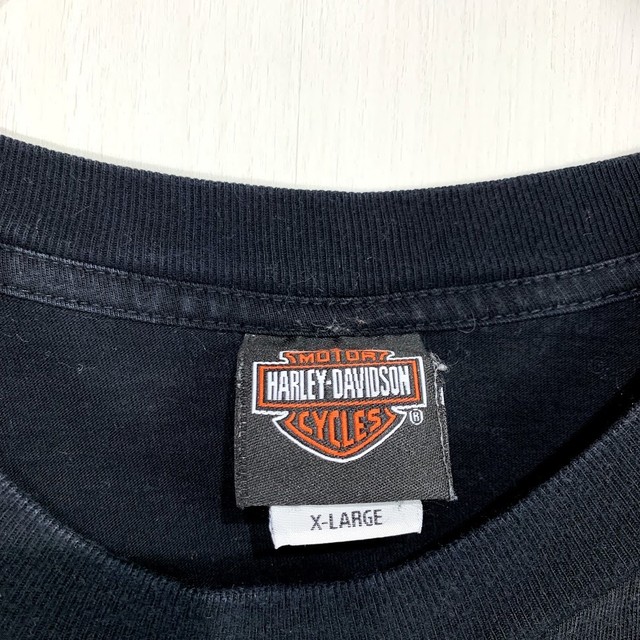 MOTOR
HARLEY-DAVIDSON
CYCLES
®
X-LARGE